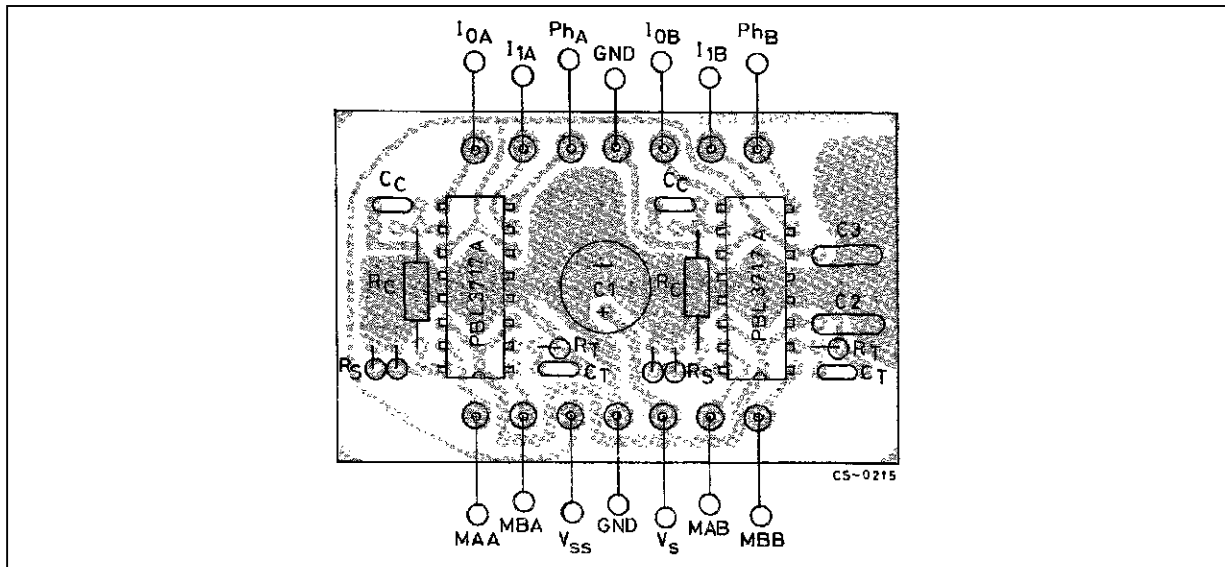 I0A I1A PhA GND I0B I1B PhB
CC CC
C3
RC PBL3717A C1 RC PBL3717A
− 
+
C2
RT RT
RS CT RS CT
CS-0215
MAA MBA VSS GND VS MAB MBB